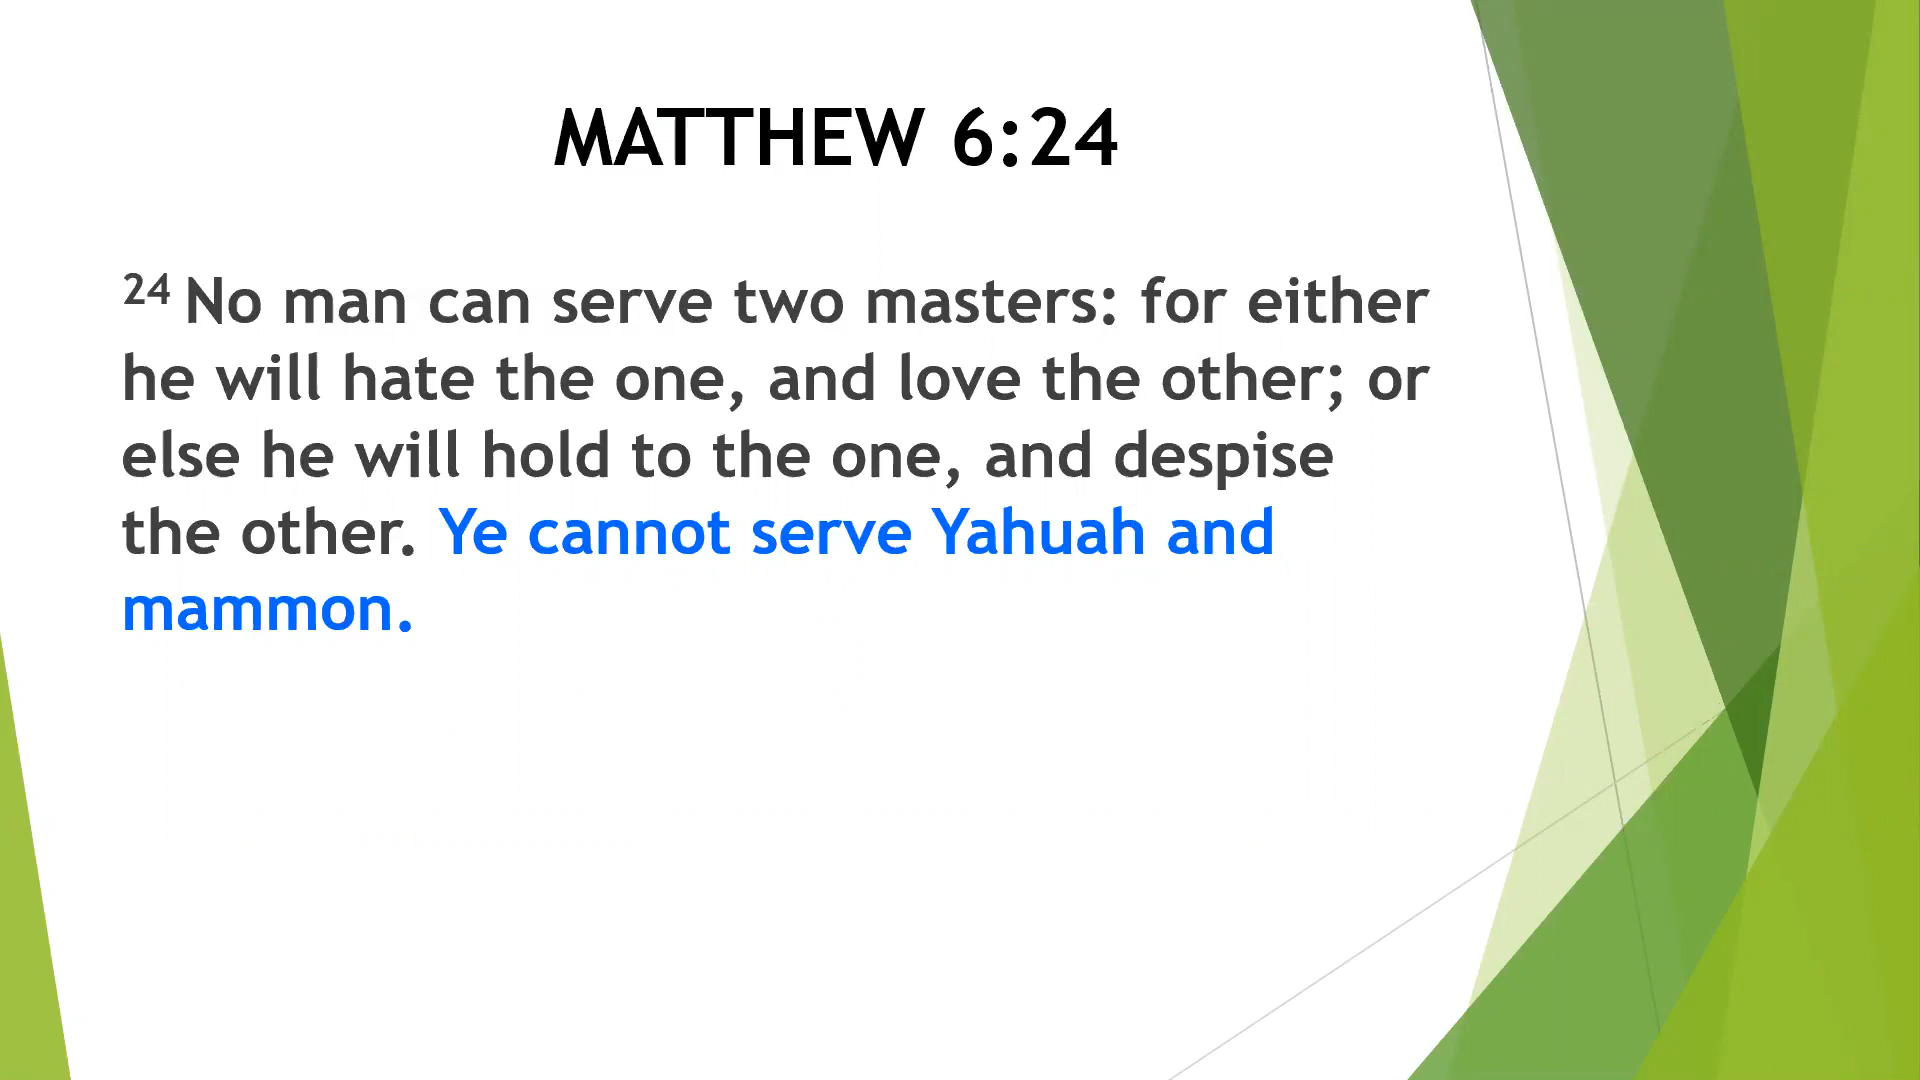 MATTHEW 6:24
24 No man can serve two masters: for either
he will hate the one, and love the other; or
else he will hold to the one, and despise
the other. Ye cannot serve Yahuah and
mammon.